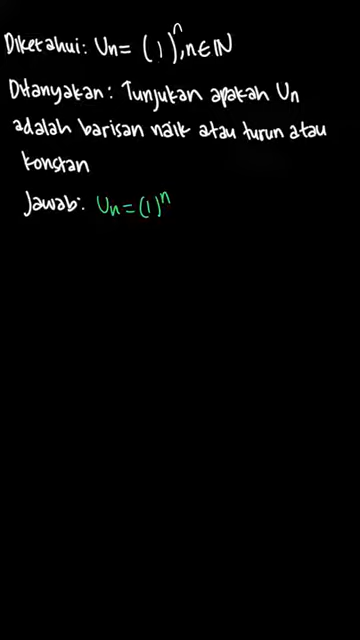 Diketahui: Un = (1)^n, n ∈ ℕ
Ditanyakan: Tunjukan apakah Un
adalah barisan naik atau turun atau
konstan
Jawab: Un = (1)^n